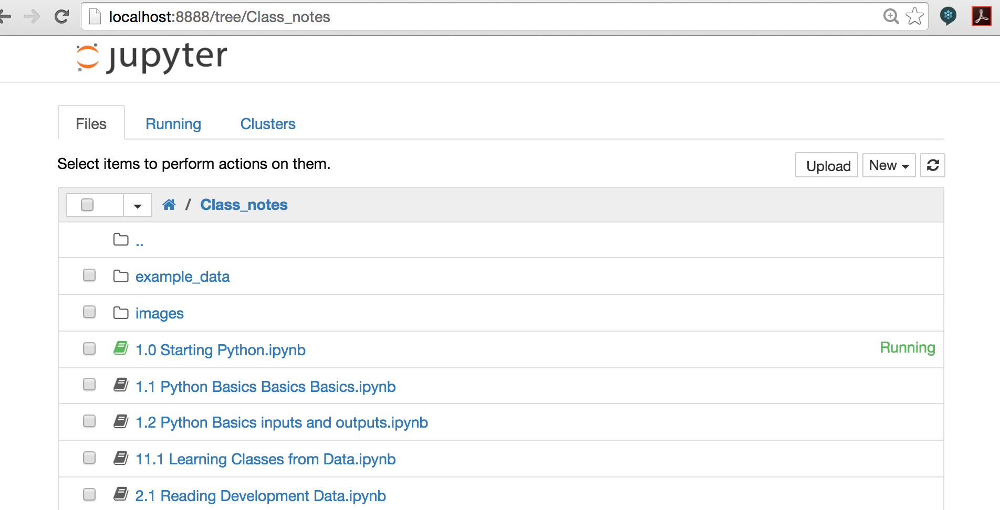 localhost:8888/tree/Class_notes
jupyter
Files Running Clusters
Select items to perform actions on them. Upload New
/ Class_notes
..
example_data
images
1.0 Starting Python.ipynb Running
1.1 Python Basics Basics Basics.ipynb
1.2 Python Basics inputs and outputs.ipynb
11.1 Learning Classes from Data.ipynb
2.1 Reading Development Data.ipynb